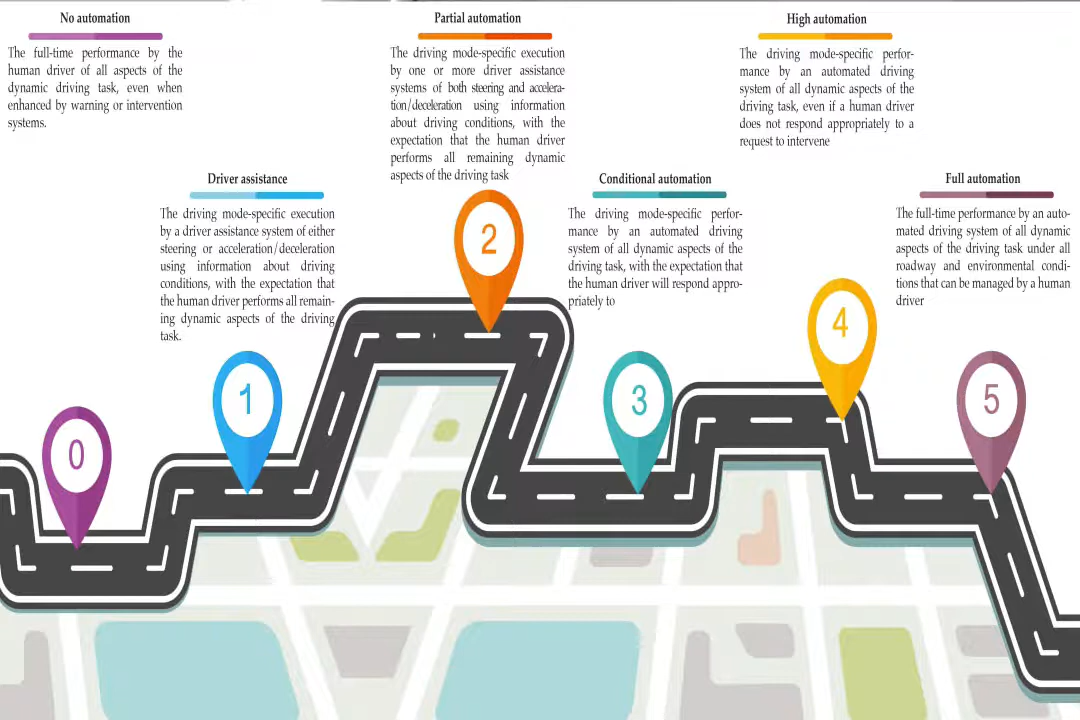 No automation
The full-time performance by the
human driver of all aspects of the
dynamic driving task, even when
enhanced by warning or intervention
systems.
Driver assistance
The driving mode-specific execution
by a driver assistance system of either
steering or acceleration/deceleration
using information about driving
conditions, with the expectation that
the human driver performs all remain-
ing dynamic aspects of the driving
task.
Partial automation
The driving mode-specific execution
by one or more driver assistance
systems of both steering and accelera-
tion/deceleration using information
about driving conditions, with the
expectation that the human driver
performs all remaining dynamic
aspects of the driving task
Conditional automation
The driving mode-specific perfor-
mance by an automated driving
system of all dynamic aspects of the
driving task, with the expectation that
the human driver will respond appro-
priately to
High automation
The driving mode-specific perfor-
mance by an automated driving
system of all dynamic aspects of the
driving task, even if a human driver
does not respond appropriately to a
request to intervene
Full automation
The full-time performance by an auto-
mated driving system of all dynamic
aspects of the driving task under all
roadway and environmental condi-
tions that can be managed by a human
driver
0
1
2
3
4
5